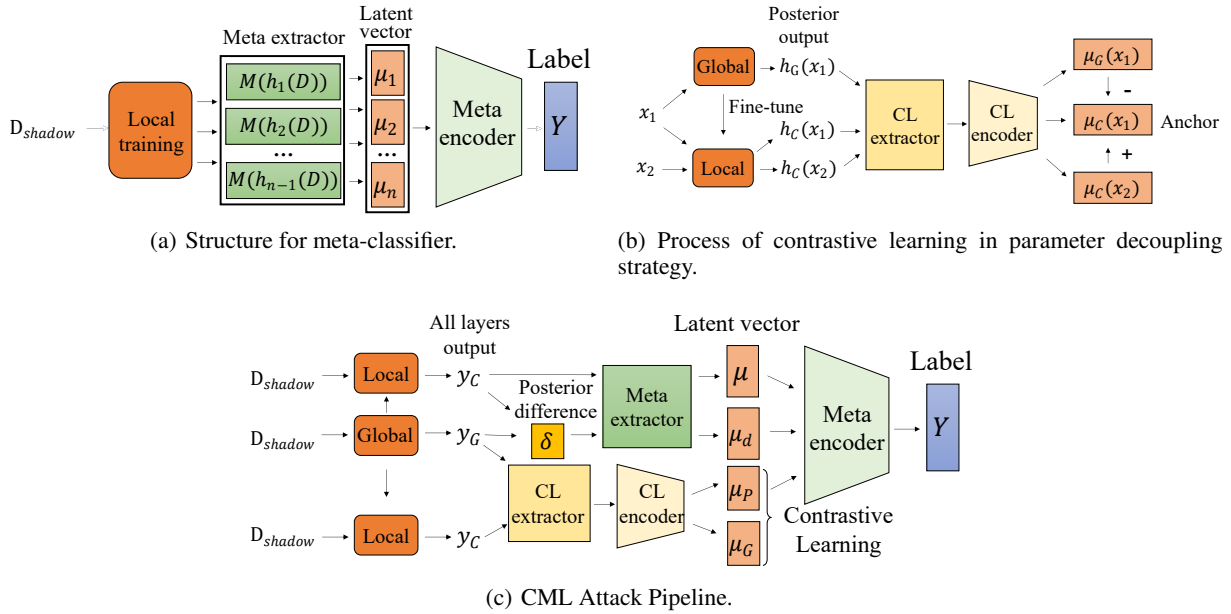 Meta extractor
Latent
vector
Label
D_shadow
Local
training
M(h_1(D))
M(h_2(D))
...
M(h_{n-1}(D))
μ_1
μ_2
...
μ_n
Meta
encoder
Y
(a) Structure for meta-classifier.
Posterior
output
Global
h_G(x_1)
Fine-tune
x_1
x_2
Local
h_C(x_1)
h_C(x_2)
CL
extractor
CL
encoder
μ_G(x_1)
-
μ_C(x_1)
Anchor
+
μ_C(x_2)
(b) Process of contrastive learning in parameter decoupling
strategy.
All layers
output
Latent vector
Label
D_shadow
Local
y_C
Posterior
difference
D_shadow
Global
y_G
δ
Meta
extractor
μ
μ_d
Meta
encoder
Y
D_shadow
Local
y_C
CL
extractor
CL
encoder
μ_P
μ_G
Contrastive
Learning
(c) CML Attack Pipeline.